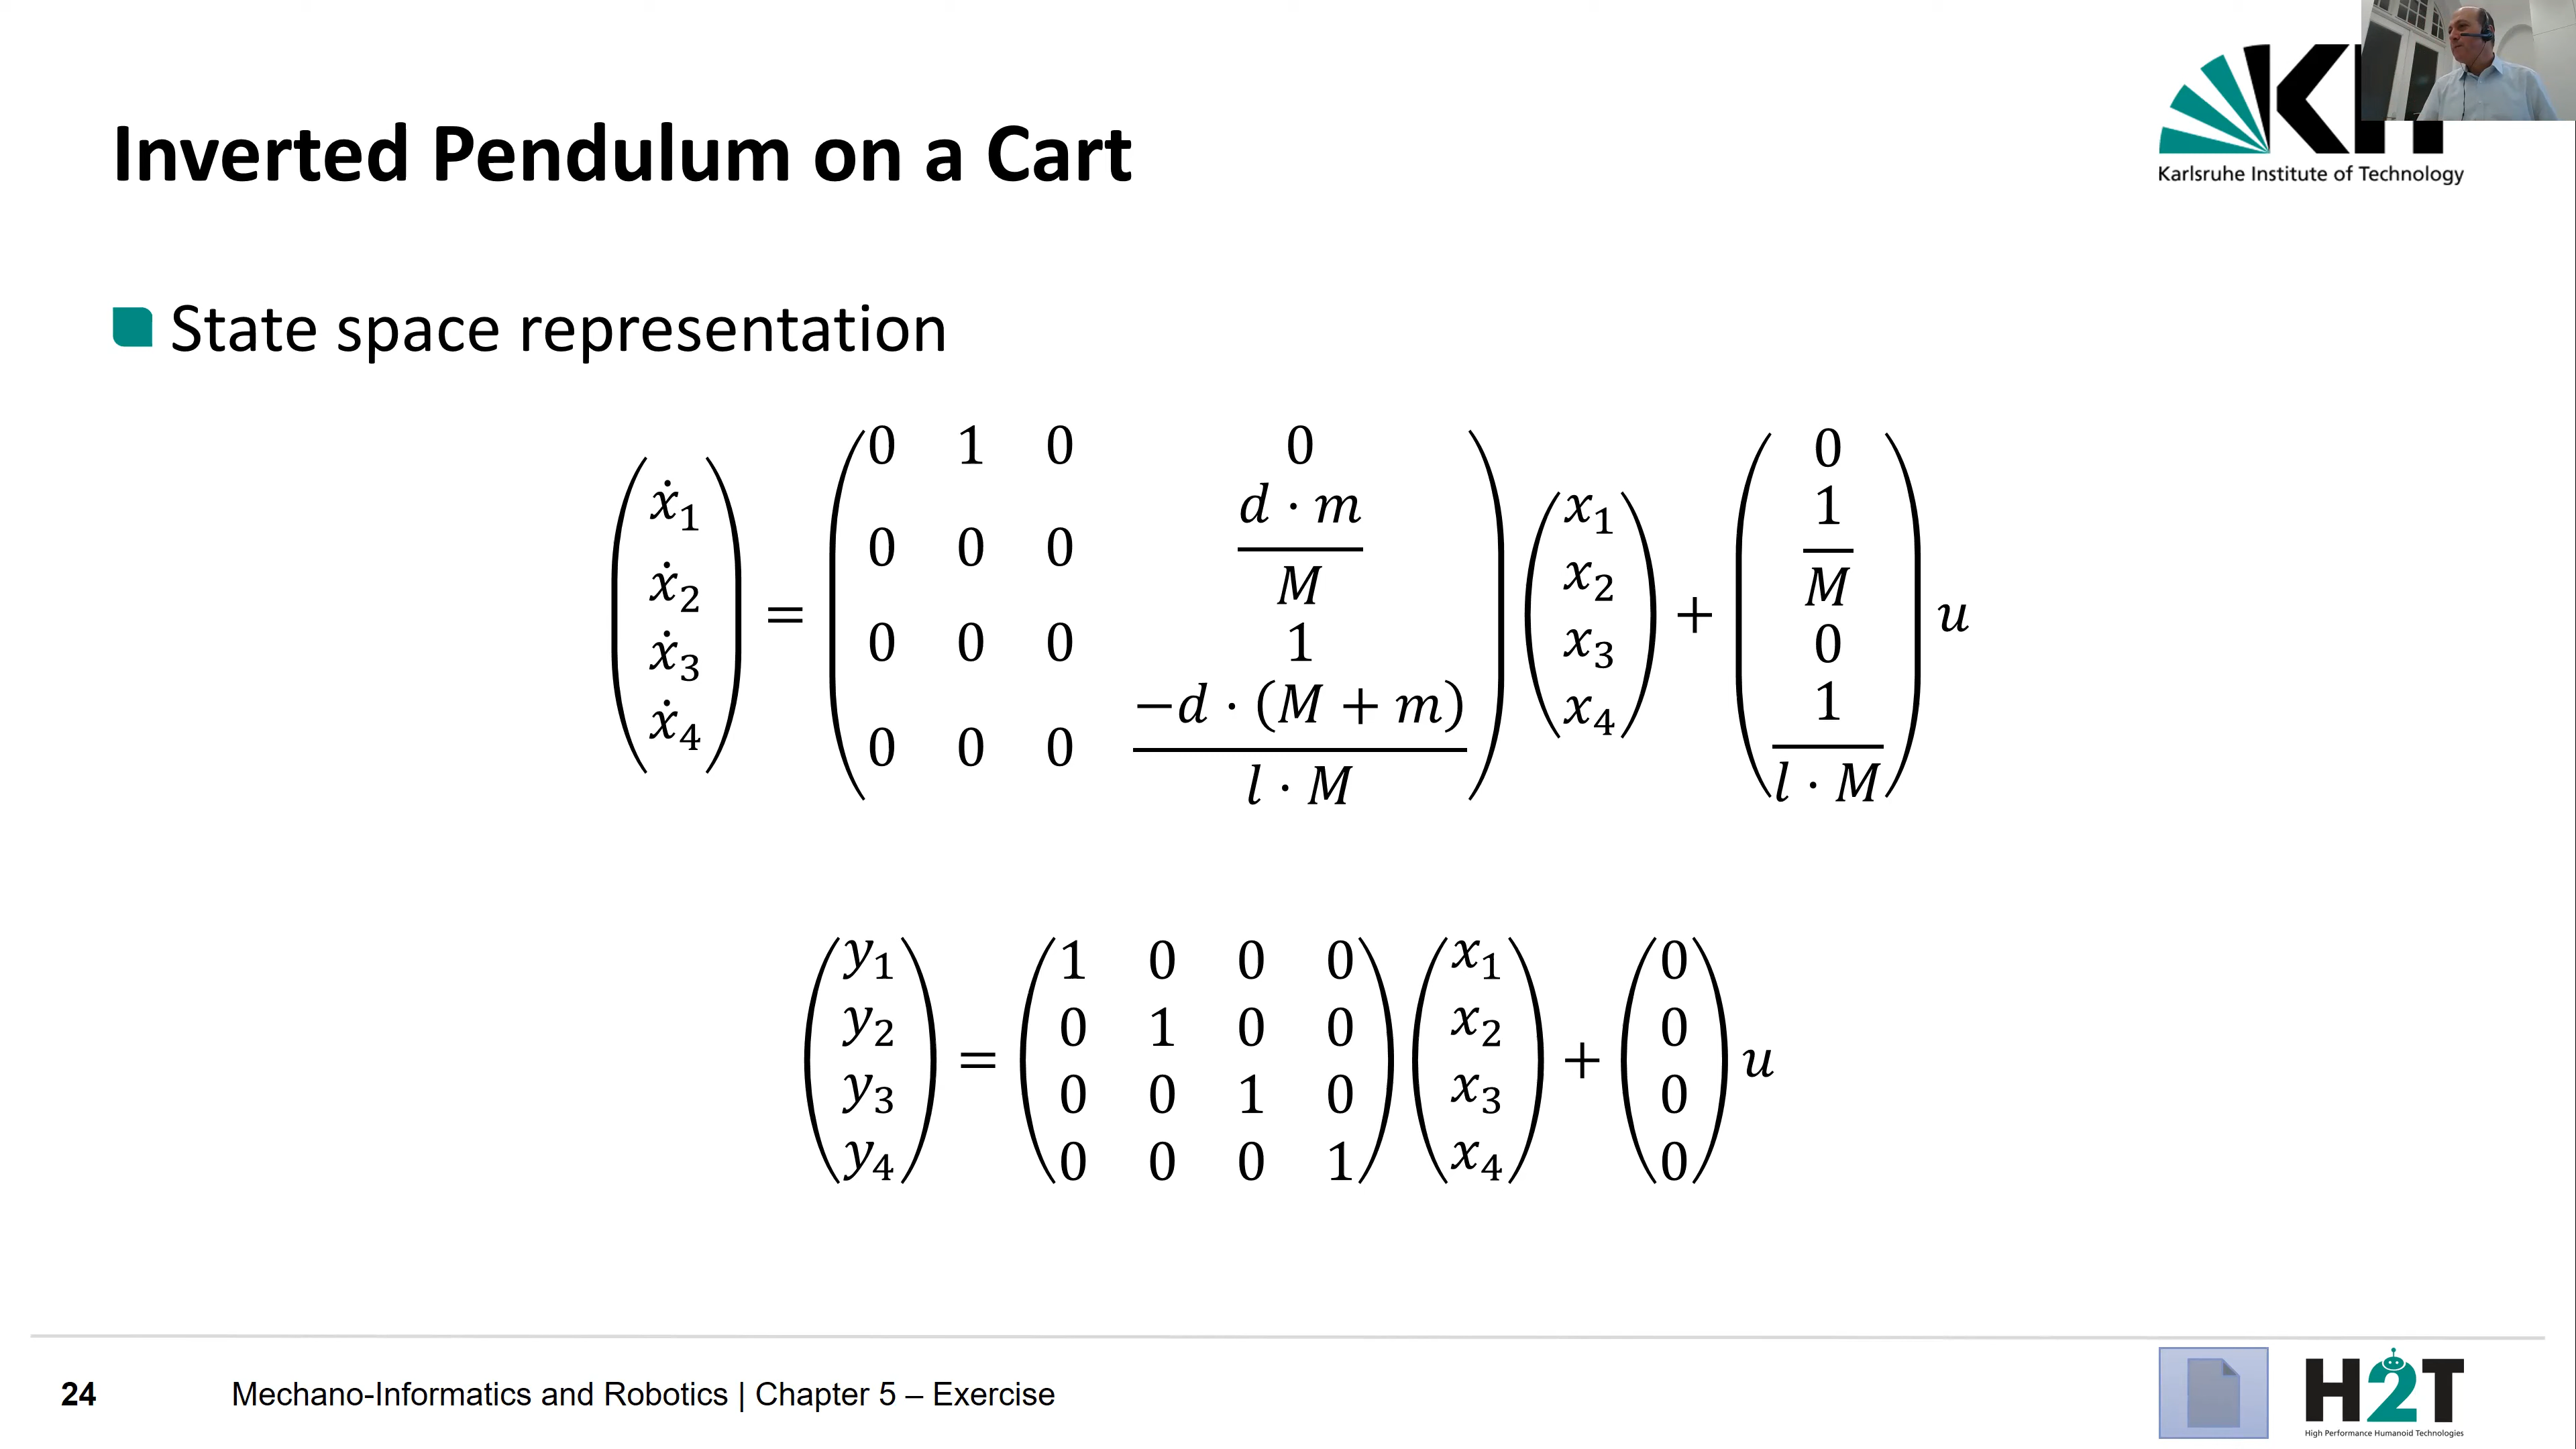 Inverted Pendulum on a Cart
Karlsruhe Institute of Technology
State space representation
(ẋ₁ ẋ₂ ẋ₃ ẋ₄) = (0 1 0 0; 0 0 0 d · m / M; 0 0 0 1; 0 0 0 −d · (M + m) / l · M) (x₁ x₂ x₃ x₄) + (0; 1 / M; 0; 1 / l · M) u
(y₁ y₂ y₃ y₄) = (1 0 0 0; 0 1 0 0; 0 0 1 0; 0 0 0 1) (x₁ x₂ x₃ x₄) + (0; 0; 0; 0) u
24 Mechano-Informatics and Robotics | Chapter 5 – Exercise
H2T
High Performance Humanoid Technologies